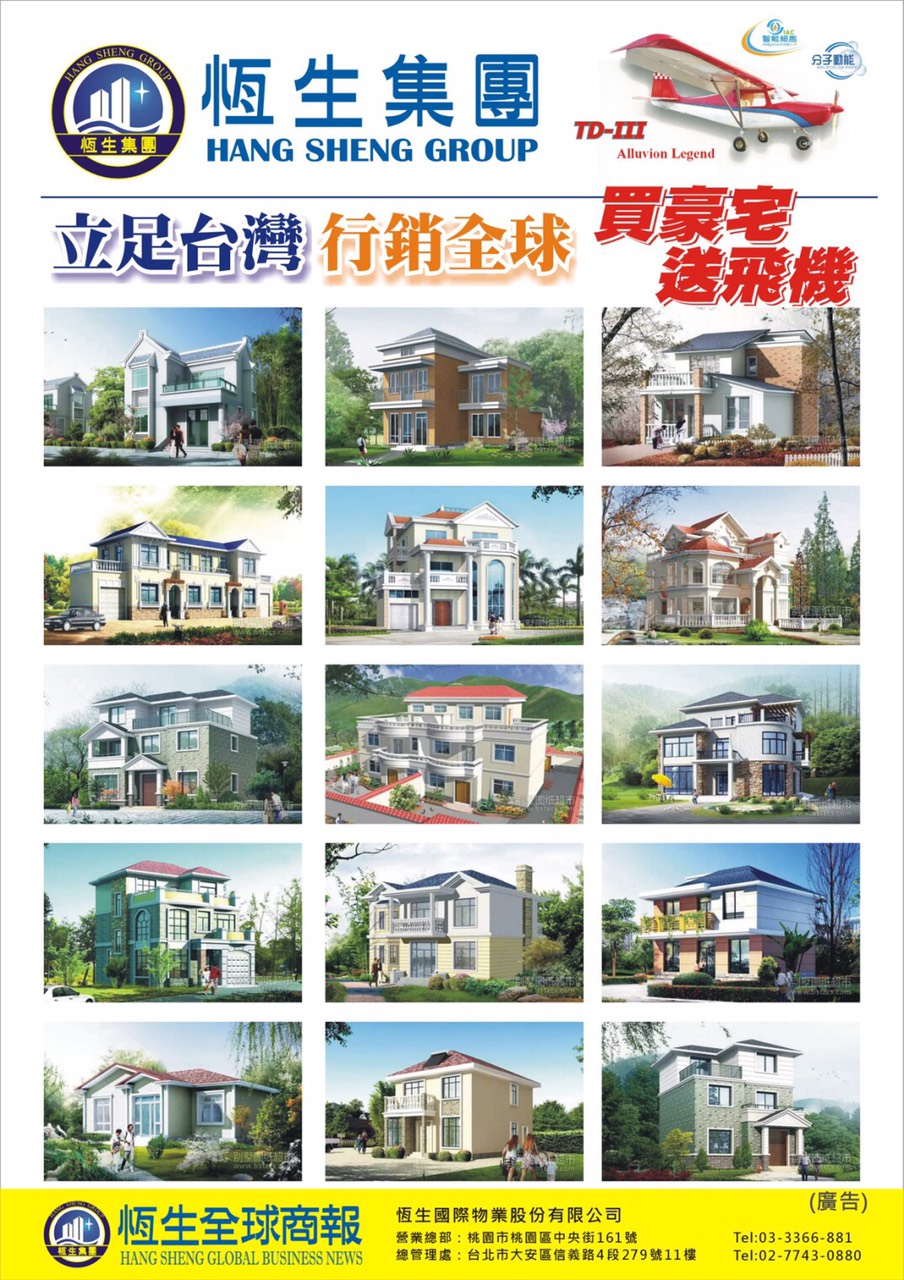 HANG SHENG GROUP
恆生集團
恆生集團
HANG SHENG GROUP
I.A.C
智能細胞
分子動能
TD-III
Alluvion Legend
立足台灣 行銷全球
買豪宅
送飛機
(廣告)
恆生集團
恆生全球商報
HANG SHENG GLOBAL BUSINESS NEWS
恆生國際物業股份有限公司
營業總部：桃園市桃園區中央街161號 Tel:03-3366-881
總管理處：台北市大安區信義路4段279號11樓 Tel:02-7743-0880